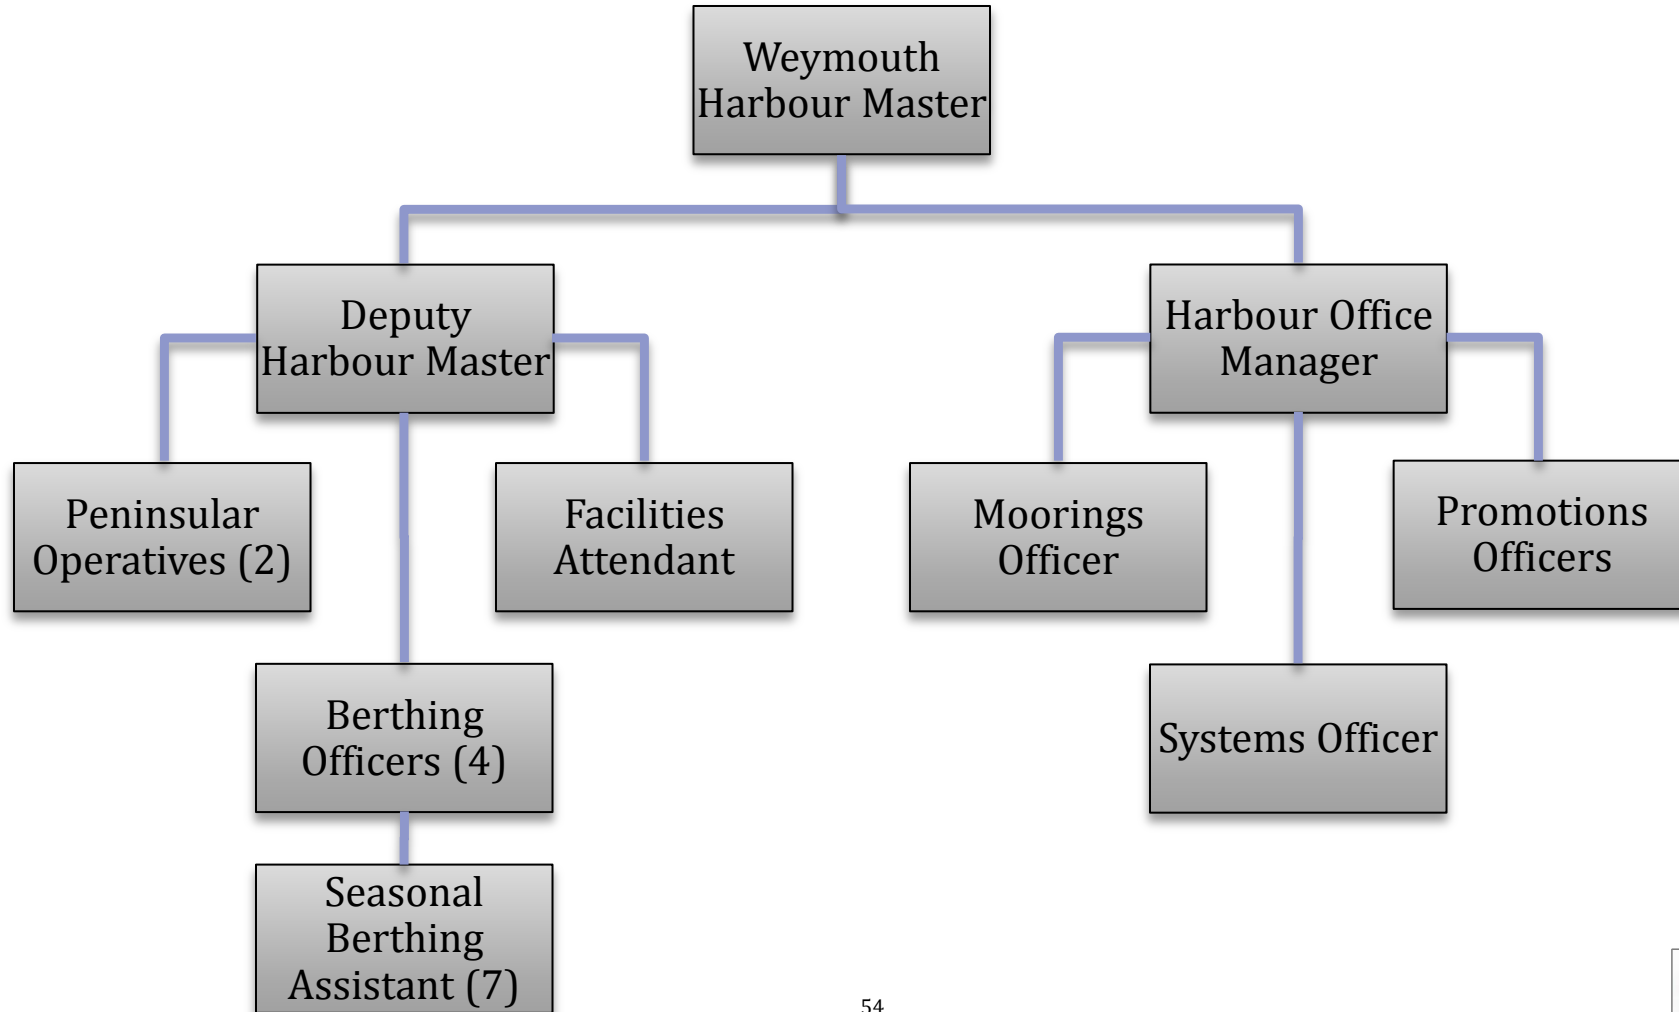 Weymouth
Harbour Master
Deputy
Harbour Master
Harbour Office
Manager
Peninsular
Operatives (2)
Facilities
Attendant
Moorings
Officer
Promotions
Officers
Berthing
Officers (4)
Systems Officer
Seasonal
Berthing
Assistant (7)
54